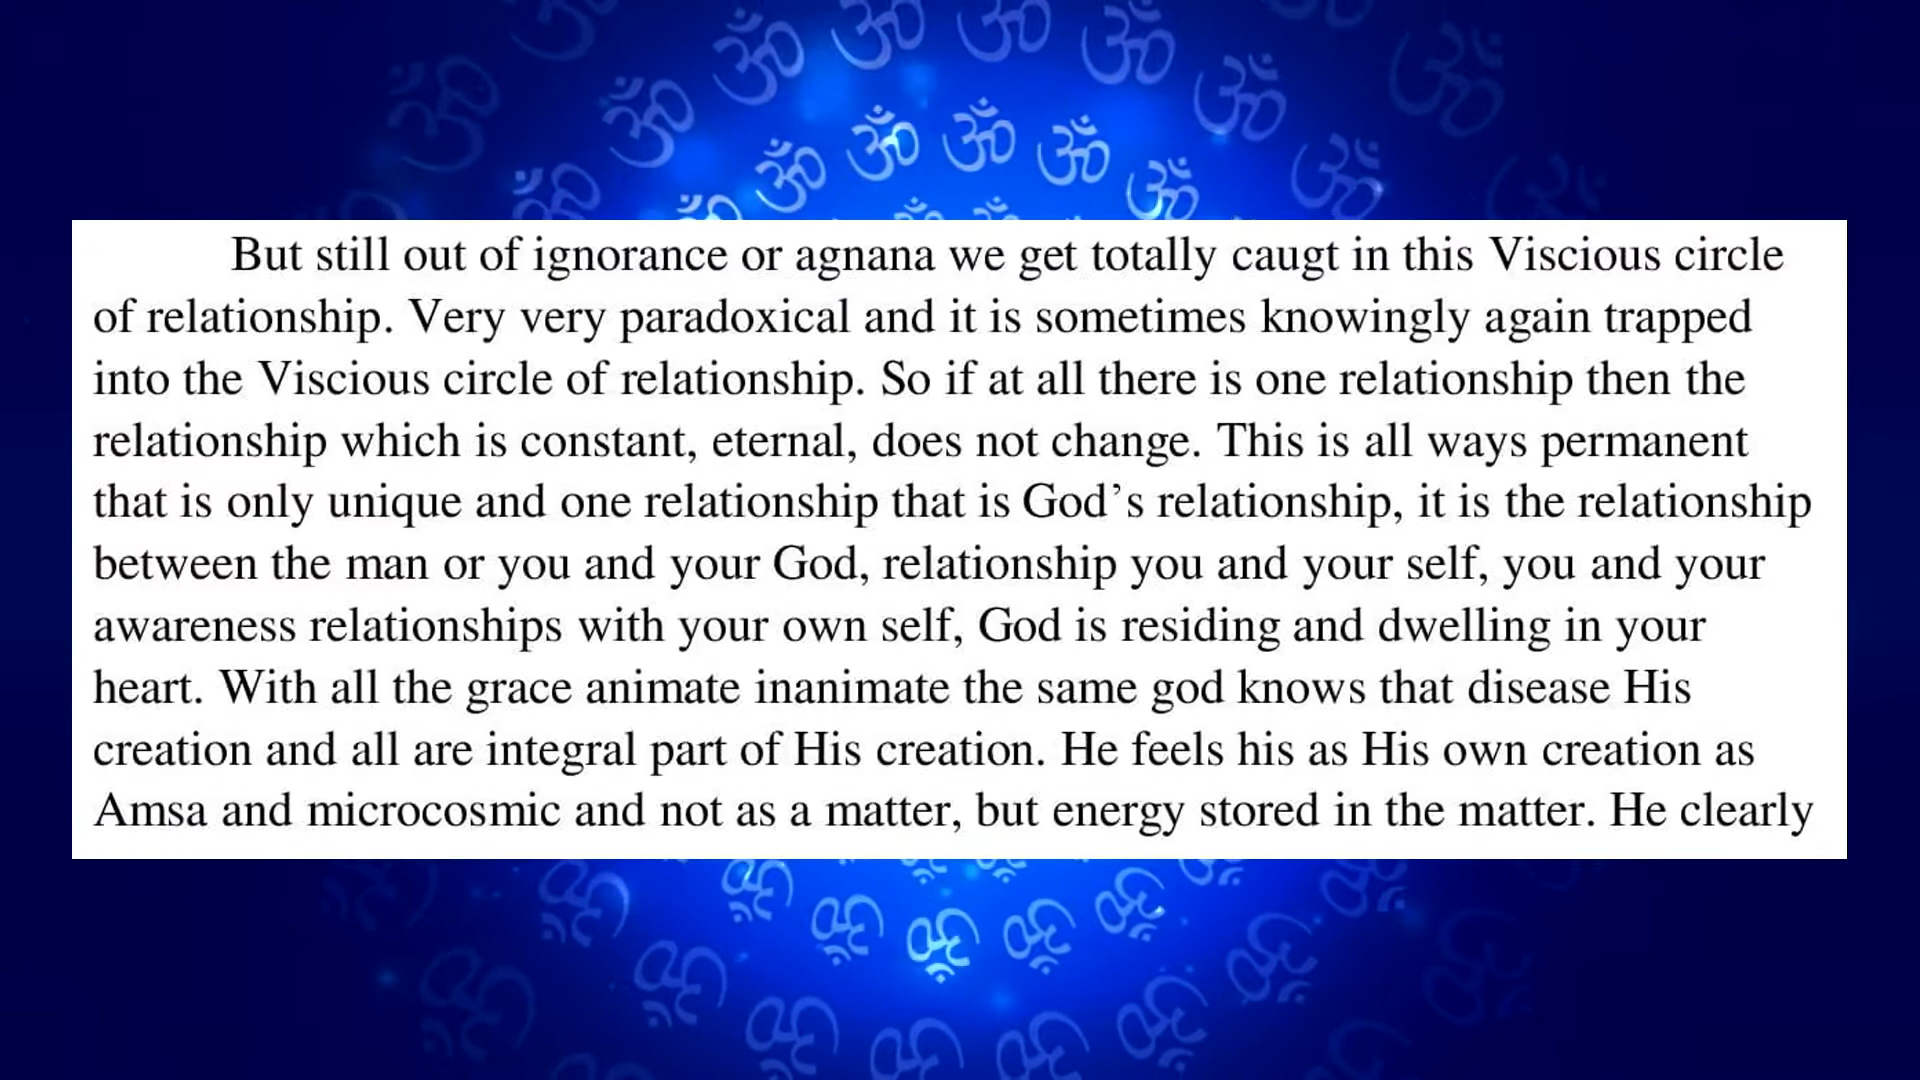 But still out of ignorance or agnana we get totally caugt in this Viscious circle
of relationship. Very very paradoxical and it is sometimes knowingly again trapped
into the Viscious circle of relationship. So if at all there is one relationship then the
relationship which is constant, eternal, does not change. This is all ways permanent
that is only unique and one relationship that is God’s relationship, it is the relationship
between the man or you and your God, relationship you and your self, you and your
awareness relationships with your own self, God is residing and dwelling in your
heart. With all the grace animate inanimate the same god knows that disease His
creation and all are integral part of His creation. He feels his as His own creation as
Amsa and microcosmic and not as a matter, but energy stored in the matter. He clearly